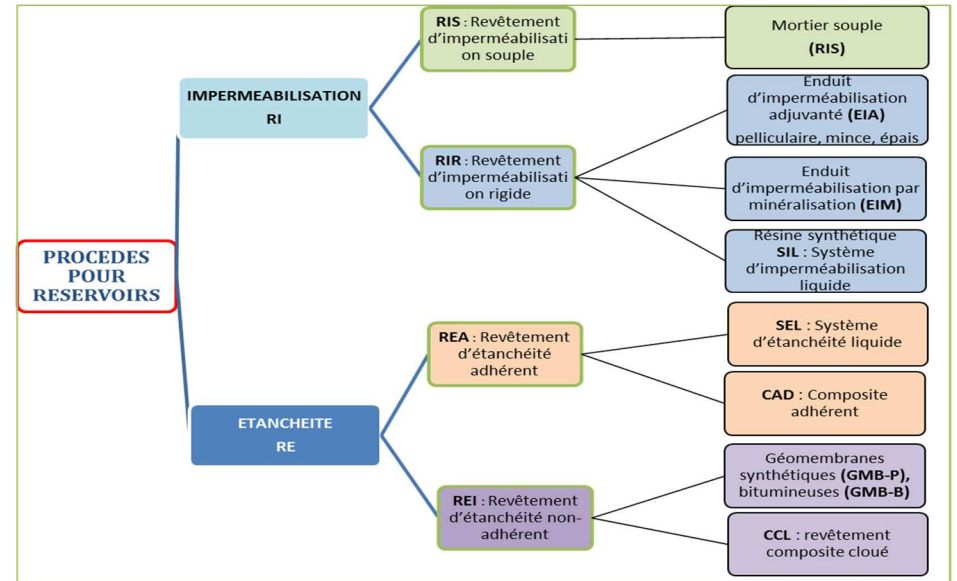 PROCEDES
POUR
RESERVOIRS
IMPERMEABILISATION
RI
RIS : Revêtement
d’imperméabilisati
on souple
Mortier souple
(RIS)
RIR : Revêtement
d’imperméabilisati
on rigide
Enduit
d’imperméabilisation
adjuvanté (EIA)
pelliculaire, mince, épais
Enduit
d’imperméabilisation par
minéralisation (EIM)
Résine synthétique
SIL : Système
d’imperméabilisation
liquide
ETANCHEITE
RE
REA : Revêtement
d’étanchéité
adhérent
SEL : Système
d’étanchéité liquide
CAD : Composite
adhérent
REI : Revêtement
d’étanchéité non-
adhérent
Géomembranes
synthétiques (GMB-P),
bitumineuses (GMB-B)
CCL : revêtement
composite cloué